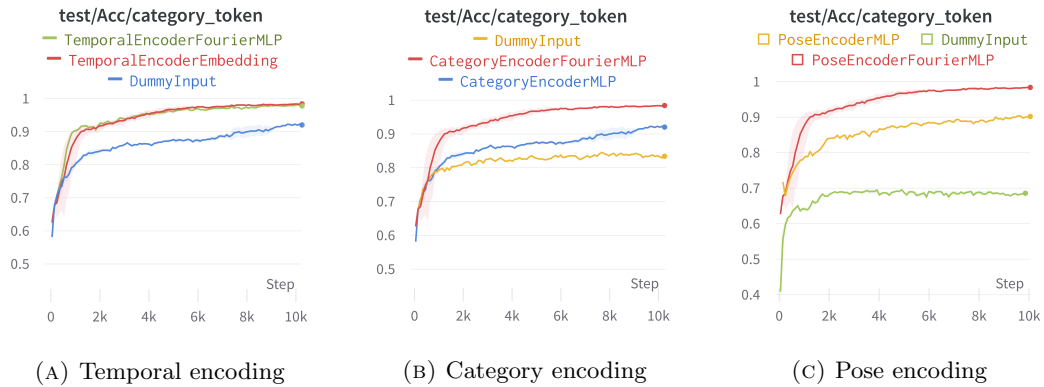 test/Acc/category_token
TemporalEncoderFourierMLP
TemporalEncoderEmbedding
DummyInput
1
0.9
0.8
0.7
0.6
0.5
Step
0 2k 4k 6k 8k 10k
(A) Temporal encoding
test/Acc/category_token
DummyInput
CategoryEncoderFourierMLP
CategoryEncoderMLP
1
0.9
0.8
0.7
0.6
0.5
Step
0 2k 4k 6k 8k 10k
(B) Category encoding
test/Acc/category_token
PoseEncoderMLP DummyInput
PoseEncoderFourierMLP
1
0.9
0.8
0.7
0.6
0.5
0.4
Step
0 2k 4k 6k 8k 10k
(C) Pose encoding